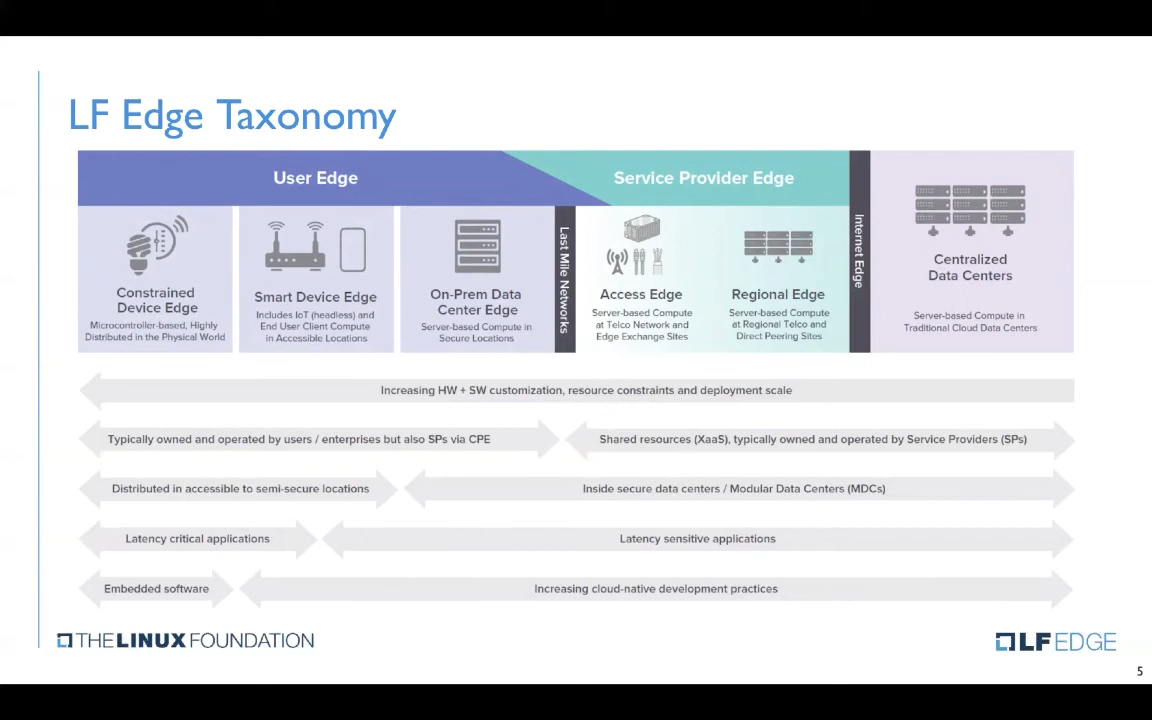 LF Edge Taxonomy
User Edge
Service Provider Edge
Constrained
Device Edge
Microcontroller-based, Highly
Distributed in the Physical World
Smart Device Edge
Includes IoT (headless) and
End User Client Compute
in Accessible Locations
On-Prem Data
Center Edge
Server-based Compute in
Secure Locations
Last Mile Networks
Access Edge
Server-based Compute
at Telco Network and
Edge Exchange Sites
Regional Edge
Server-based Compute
at Regional Telco and
Direct Peering Sites
Internet Edge
Centralized
Data Centers
Server-based Compute in
Traditional Cloud Data Centers
Increasing HW + SW customization, resource constraints and deployment scale
Typically owned and operated by users / enterprises but also SPs via CPE
Shared resources (XaaS), typically owned and operated by Service Providers (SPs)
Distributed in accessible to semi-secure locations
Inside secure data centers / Modular Data Centers (MDCs)
Latency critical applications
Latency sensitive applications
Embedded software
Increasing cloud-native development practices
THE LINUX FOUNDATION
LF EDGE
5